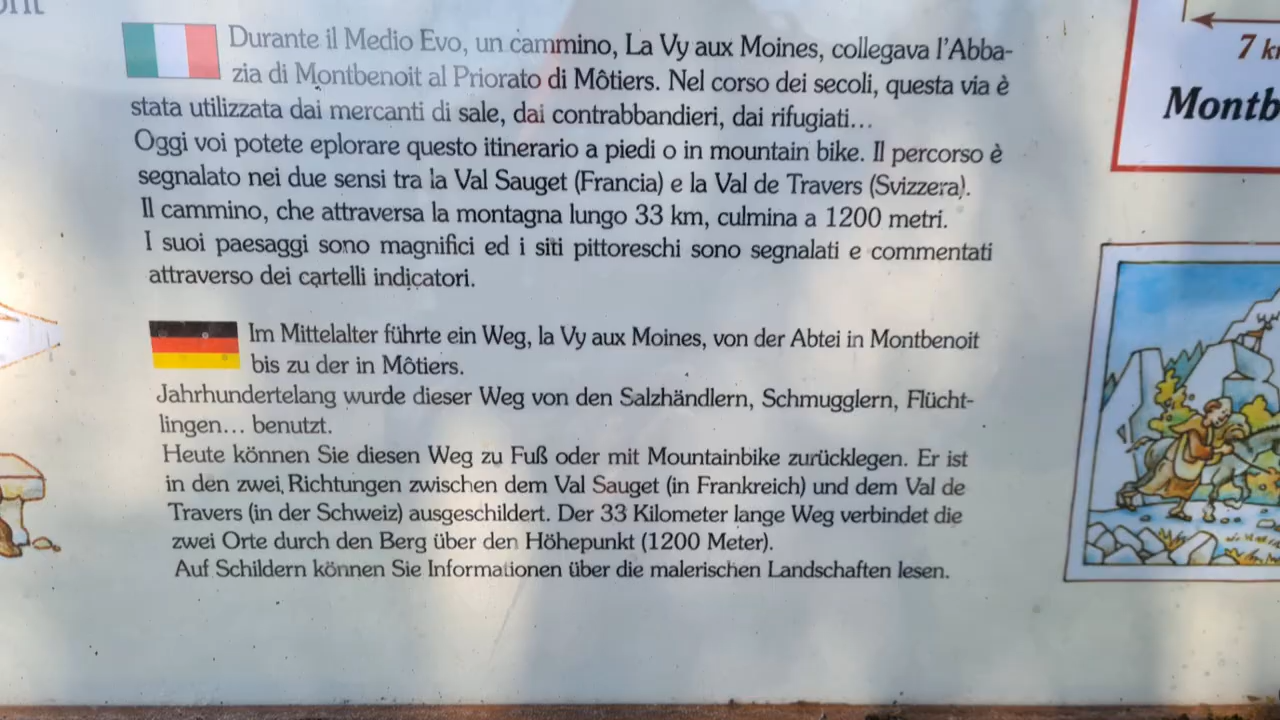 Durante il Medio Evo, un cammino, La Vy aux Moines, collegava l'Abba-
zia di Montbenoit al Priorato di Môtiers. Nel corso dei secoli, questa via è
stata utilizzata dai mercanti di sale, dai contrabbandieri, dai rifugiati...
Oggi voi potete eplorare questo itinerario a piedi o in mountain bike. Il percorso è
segnalato nei due sensi tra la Val Sauget (Francia) e la Val de Travers (Svizzera).
Il cammino, che attraversa la montagna lungo 33 km, culmina a 1200 metri.
I suoi paesaggi sono magnifici ed i siti pittoreschi sono segnalati e commentati
attraverso dei cartelli indicatori.
Im Mittelalter führte ein Weg, la Vy aux Moines, von der Abtei in Montbenoit
bis zu der in Môtiers.
Jahrhundertelang wurde dieser Weg von den Salzhändlern, Schmugglern, Flücht-
lingen... benutzt.
Heute können Sie diesen Weg zu Fuß oder mit Mountainbike zurücklegen. Er ist
in den zwei Richtungen zwischen dem Val Sauget (in Frankreich) und dem Val de
Travers (in der Schweiz) ausgeschildert. Der 33 Kilometer lange Weg verbindet die
zwei Orte durch den Berg über den Höhepunkt (1200 Meter).
Auf Schildern können Sie Informationen über die malerischen Landschaften lesen.
7 k
Montb